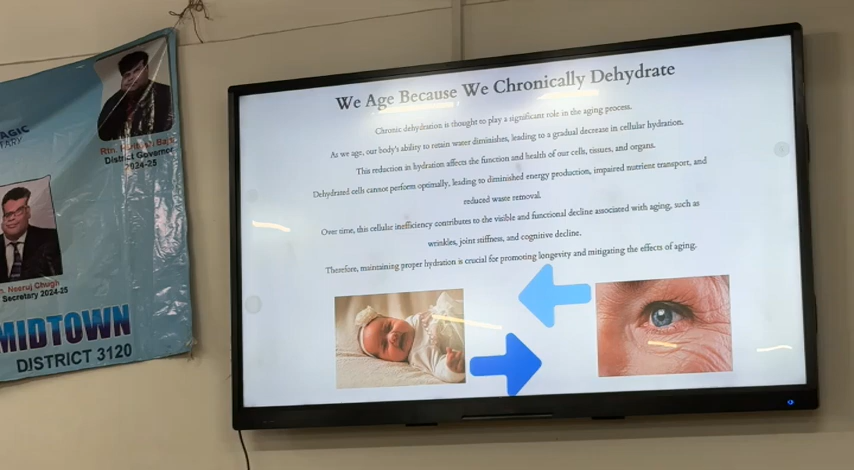 We Age Because We Chronically Dehydrate
Chronic dehydration is thought to play a significant role in the aging process.
As we age, our body's ability to retain water diminishes, leading to a gradual decrease in cellular hydration.
This reduction in hydration affects the function and health of our cells, tissues, and organs.
Dehydrated cells cannot perform optimally, leading to diminished energy production, impaired nutrient transport, and
reduced waste removal.
Over time, this cellular inefficiency contributes to the visible and functional decline associated with aging, such as
wrinkles, joint stiffness, and cognitive decline.
Therefore, maintaining proper hydration is crucial for promoting longevity and mitigating the effects of aging.
AGIC
TARY
Rtn.
District Governor
2024-25
n. Neeruj Chugh
Secretary 2024-25
MIDTOWN
DISTRICT 3120